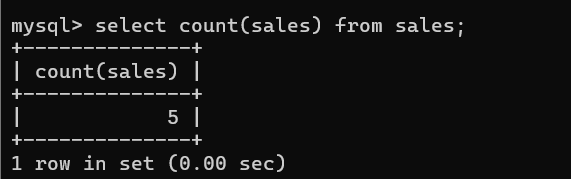 mysql> select count(sales) from sales;
+--------------+
| count(sales) |
+--------------+
|            5 |
+--------------+
1 row in set (0.00 sec)